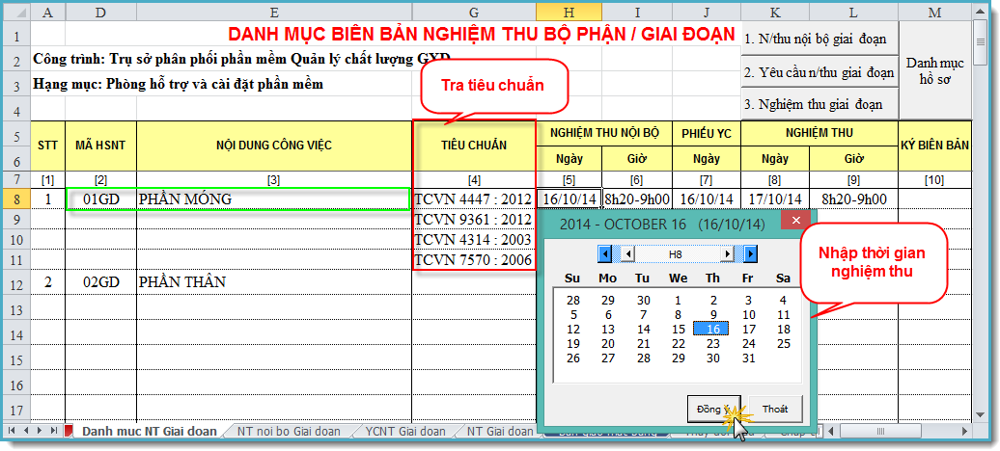 A D E G H I J K L M
1 DANH MỤC BIÊN BẢN NGHIỆM THU BỘ PHẬN / GIAI ĐOẠN
1. N/thu nội bộ giai đoạn
2 Công trình: Trụ sở phân phối phần mềm Quản lý chất lượng GXD
2. Yêu cầu n/thu giai đoạn
Danh mục
hồ sơ
3 Hạng mục: Phòng hỗ trợ và cài đặt phần mềm
Tra tiêu chuẩn
3. Nghiệm thu giai đoạn
4
5 STT MÃ HSNT NỘI DUNG CÔNG VIỆC TIÊU CHUẨN NGHIỆM THU NỘI BỘ PHIẾU YC NGHIỆM THU KÝ BIÊN BẢN
6 Ngày Giờ Ngày Ngày Giờ
7 [1] [2] [3] [4] [5] [6] [7] [8] [9] [10]
8 1 01GD PHẦN MÓNG TCVN 4447 : 2012 16/10/14 8h20-9h00 16/10/14 17/10/14 8h20-9h00
9 TCVN 9361 : 2012
10 TCVN 4314 : 2003
11 TCVN 7570 : 2006
12 2 02GD PHẦN THÂN
13
14
15
16
17
2014 - OCTOBER 16 (16/10/14)
H8
Su Mo Tu We Th Fr Sa
28 29 30 1 2 3 4
5 6 7 8 9 10 11
12 13 14 15 16 17 18
19 20 21 22 23 24 25
26 27 28 29 30 31
Đồng Ý Thoát
Nhập thời gian
nghiệm thu
Danh muc NT Giai doan NT noi bo Giai doan YCNT Giai doan NT Giai doan